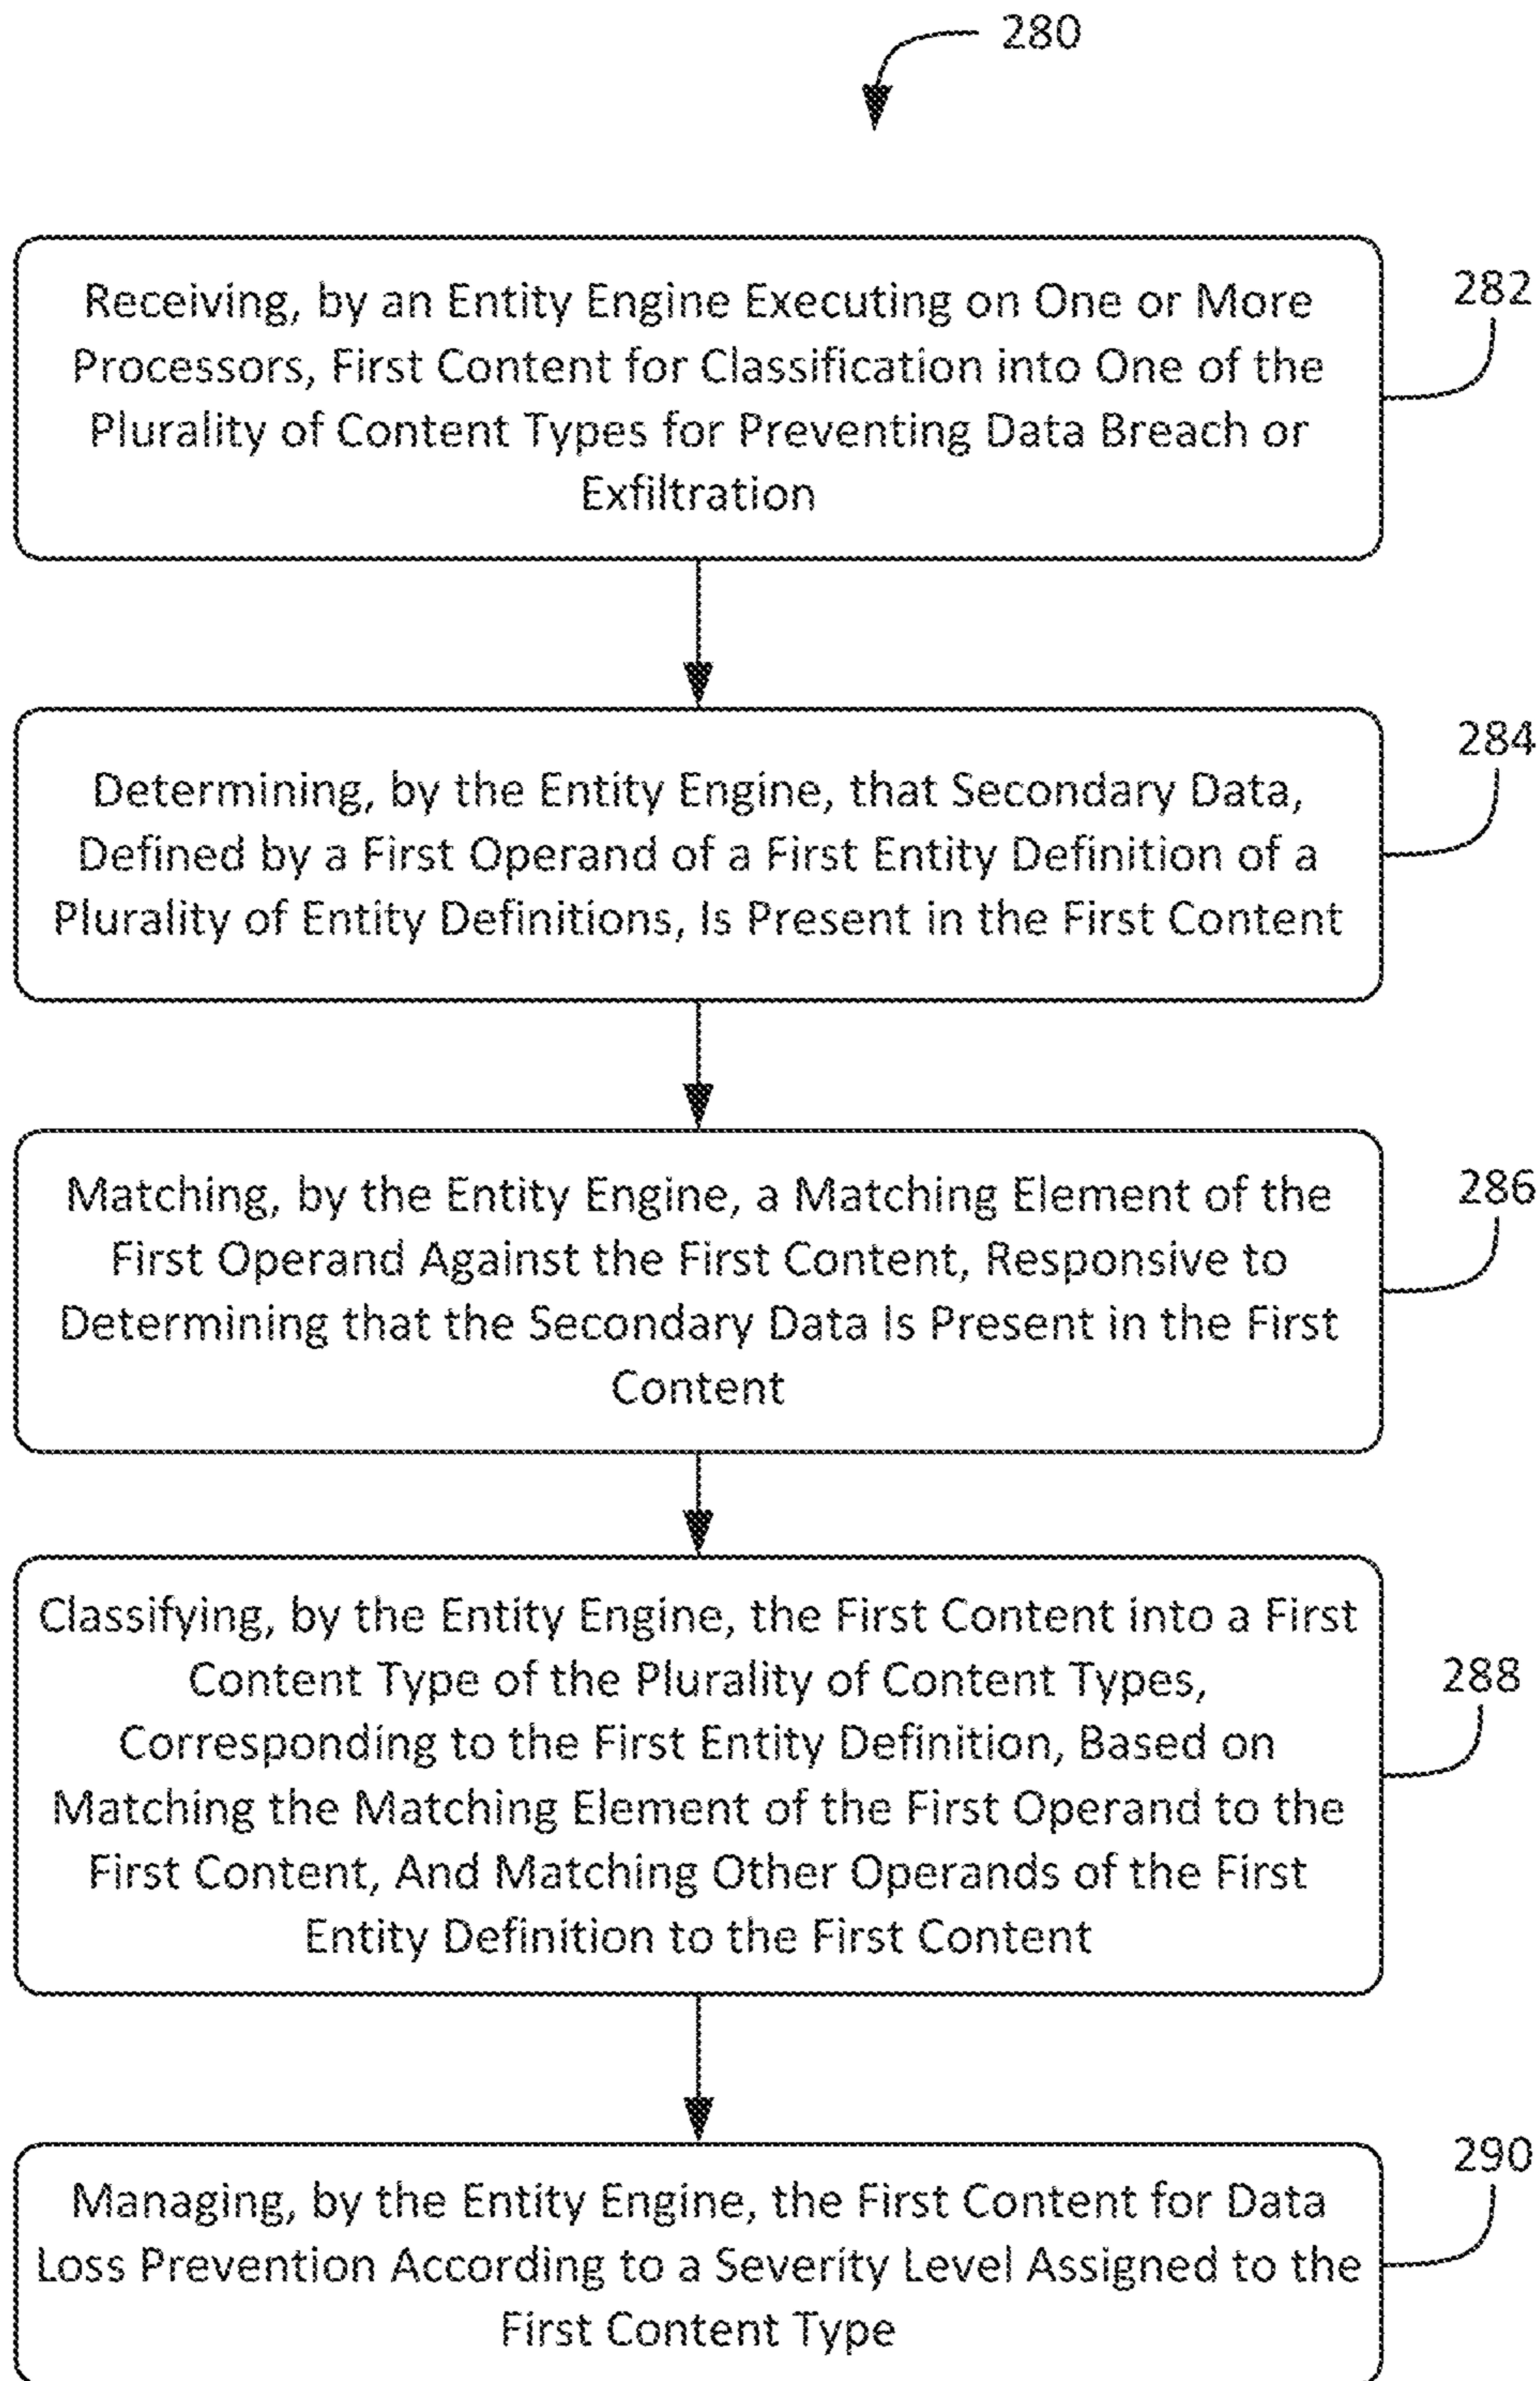 280
Receiving, by an Entity Engine Executing on One or More
Processors, First Content for Classification into One of the
Plurality of Content Types for Preventing Data Breach or
Exfiltration
282
Determining, by the Entity Engine, that Secondary Data,
Defined by a First Operand of a First Entity Definition of a
Plurality of Entity Definitions, Is Present in the First Content
284
Matching, by the Entity Engine, a Matching Element of the
First Operand Against the First Content, Responsive to
Determining that the Secondary Data Is Present in the First
Content
286
Classifying, by the Entity Engine, the First Content into a First
Content Type of the Plurality of Content Types,
Corresponding to the First Entity Definition, Based on
Matching the Matching Element of the First Operand to the
First Content, And Matching Other Operands of the First
Entity Definition to the First Content
288
Managing, by the Entity Engine, the First Content for Data
Loss Prevention According to a Severity Level Assigned to the
First Content Type
290